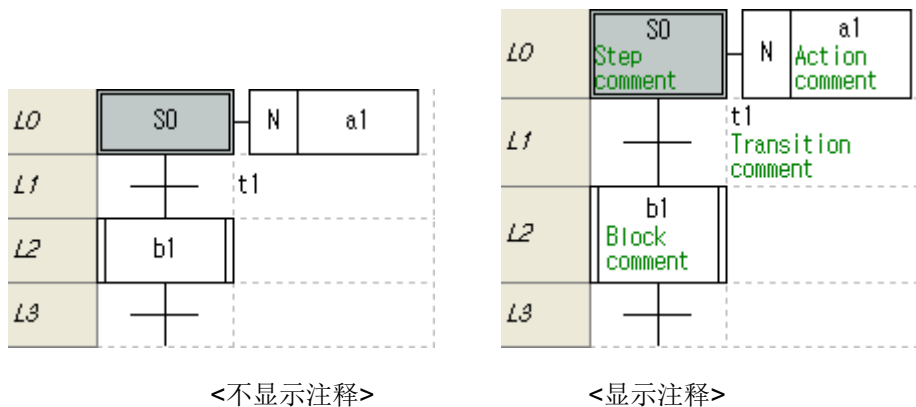 L0
S0
N
a1
L1
t1
L2
b1
L3
<不显示注释>
L0
S0
Step
comment
N
a1
Action
comment
L1
t1
Transition
comment
L2
b1
Block
comment
L3
<显示注释>